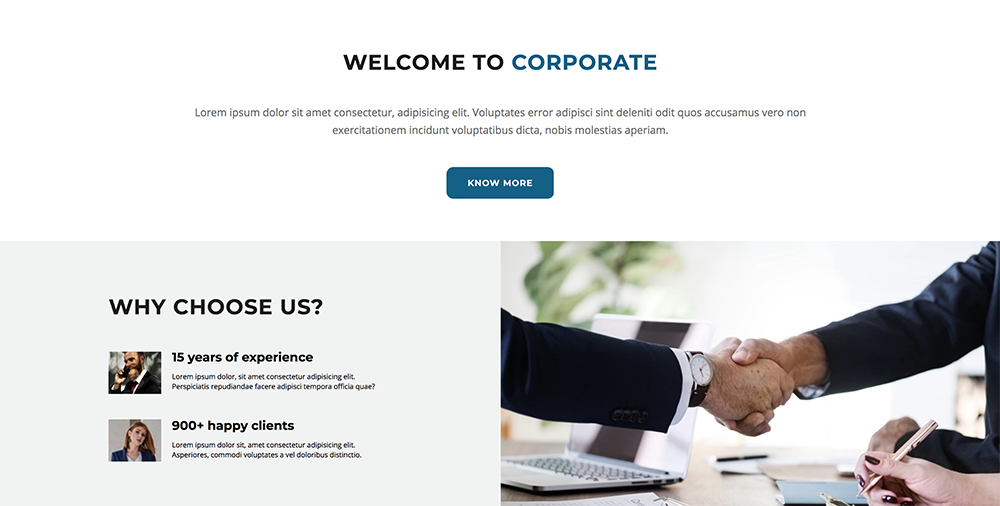 WELCOME TO CORPORATE
Lorem ipsum dolor sit amet consectetur, adipisicing elit. Voluptates error adipisci sint deleniti odit quos accusamus vero non
exercitationem incidunt voluptatibus dicta, nobis molestias aperiam.
KNOW MORE
WHY CHOOSE US?
15 years of experience
Lorem ipsum dolor, sit amet consectetur adipisicing elit.
Perspiciatis repudiandae facere adipisci tempora officia quae?
900+ happy clients
Lorem ipsum dolor sit, amet consectetur adipisicing elit.
Asperiores, commodi voluptates a vel doloribus distinctio.